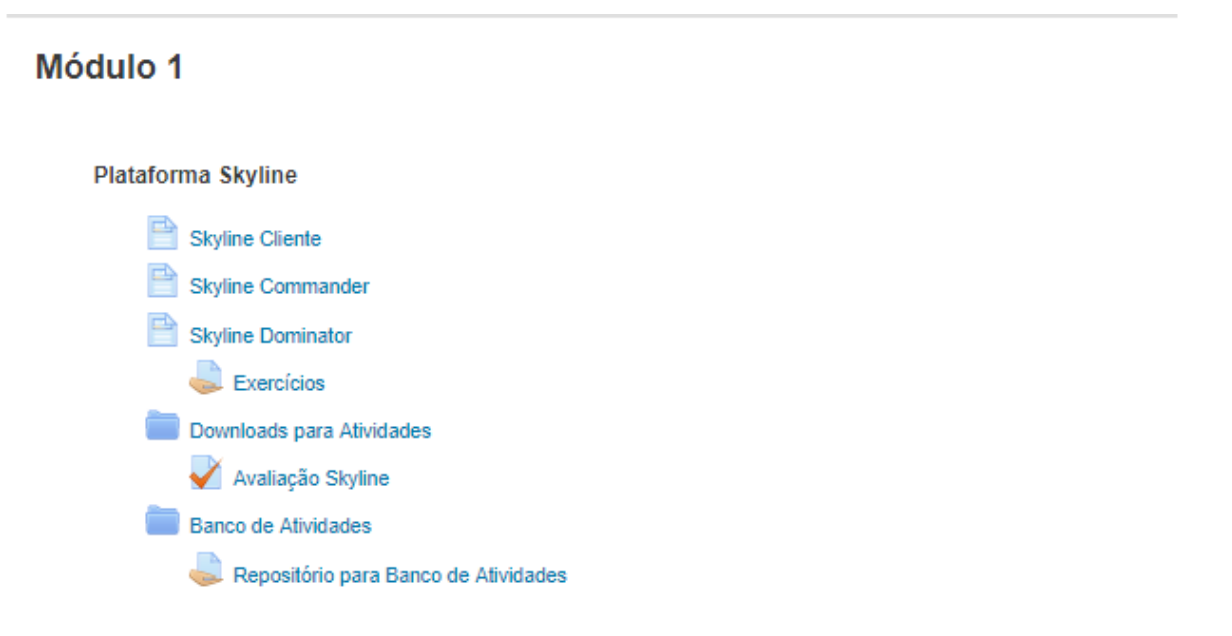 Módulo 1
Plataforma Skyline
Skyline Cliente
Skyline Commander
Skyline Dominator
Exercícios
Downloads para Atividades
Avaliação Skyline
Banco de Atividades
Repositório para Banco de Atividades